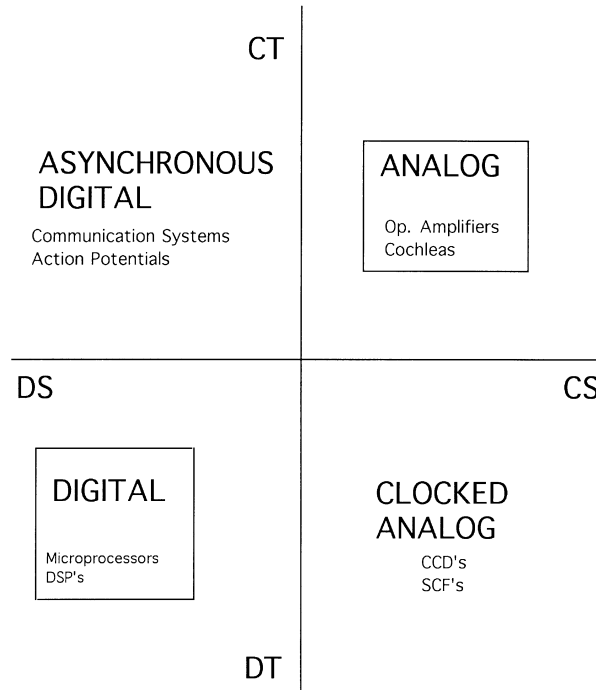 CT
ASYNCHRONOUS
DIGITAL
Communication Systems
Action Potentials
ANALOG
Op. Amplifiers
Cochleas
DS
CS
DIGITAL
Microprocessors
DSP's
CLOCKED
ANALOG
CCD's
SCF's
DT